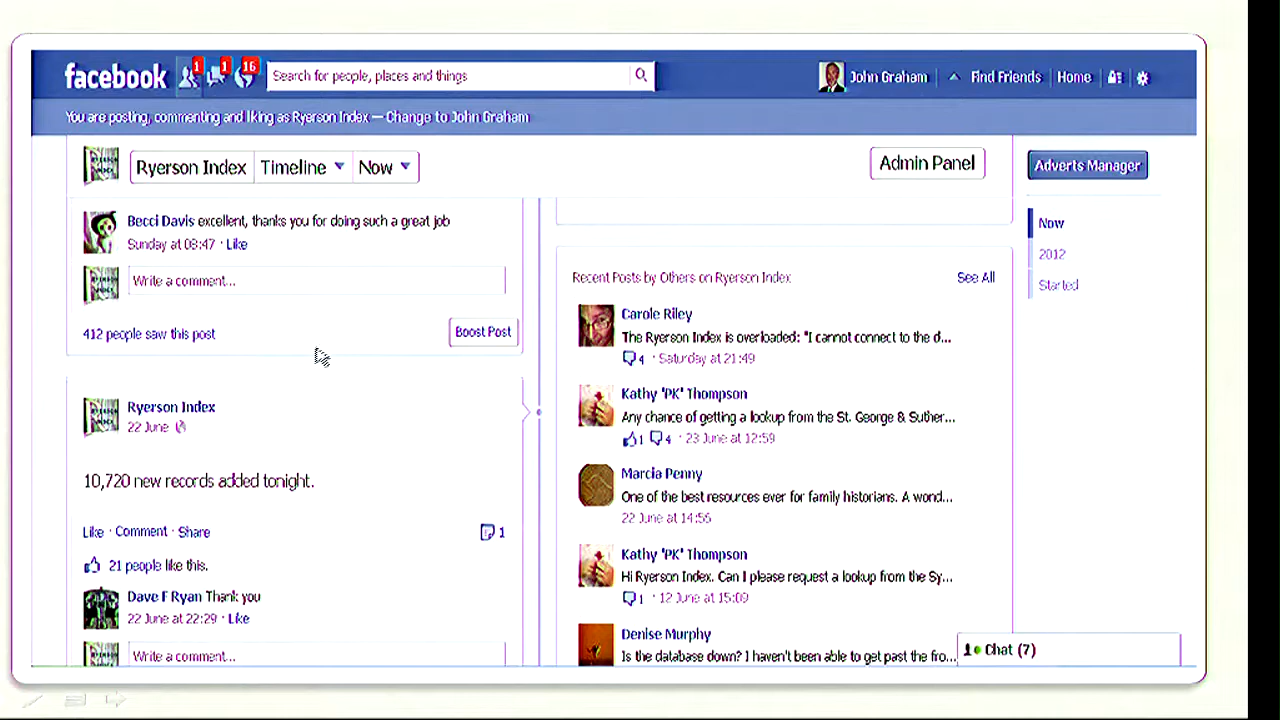 facebook
1
1
16
Search for people, places and things
John Graham
Find Friends
Home
You are posting, commenting and liking as Ryerson Index — Change to John Graham
Ryerson Index
Timeline
Now
Admin Panel
Adverts Manager
Now
2012
Started
Becci Davis excellent, thanks you for doing such a great job
Sunday at 08:47 · Like
Write a comment...
412 people saw this post
Boost Post
Ryerson Index
22 June
10,720 new records added tonight.
Like · Comment · Share
1
21 people like this.
Dave F Ryan Thank you
22 June at 22:29 · Like
Write a comment...
Recent Posts by Others on Ryerson Index
See All
Carole Riley
The Ryerson Index is overloaded: "I cannot connect to the d...
4 · Saturday at 21:49
Kathy 'PK' Thompson
Any chance of getting a lookup from the St. George & Suther...
1 4 · 23 June at 12:59
Marcia Penny
One of the best resources ever for family historians. A wond...
22 June at 14:56
Kathy 'PK' Thompson
Hi Ryerson Index. Can I please request a lookup from the Sy...
1 · 12 June at 15:09
Denise Murphy
Is the database down? I haven't been able to get past the fro...
Chat (7)